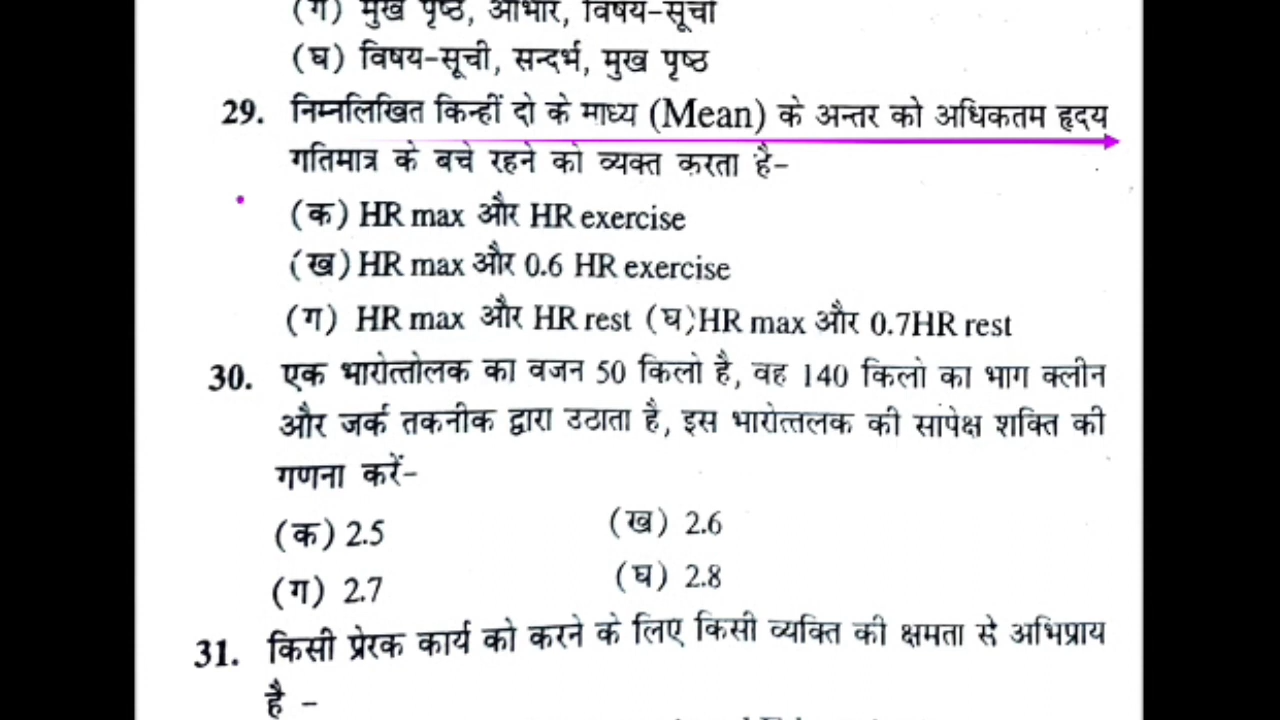 (ग) मुख पृष्ठ, आभार, विषय-सूची
(घ) विषय-सूची, सन्दर्भ, मुख पृष्ठ
29. निम्नलिखित किन्हीं दो के माध्य (Mean) के अन्तर को अधिकतम हृदय
गतिमात्र के बचे रहने को व्यक्त करता है-
(क) HR max और HR exercise
(ख) HR max और 0.6 HR exercise
(ग) HR max और HR rest (घ) HR max और 0.7HR rest
30. एक भारोत्तोलक का वजन 50 किलो है, वह 140 किलो का भाग क्लीन
और जर्क तकनीक द्वारा उठाता है, इस भारोत्तलक की सापेक्ष शक्ति की
गणना करें-
(क) 2.5 (ख) 2.6
(ग) 2.7 (घ) 2.8
31. किसी प्रेरक कार्य को करने के लिए किसी व्यक्ति की क्षमता से अभिप्राय
है -